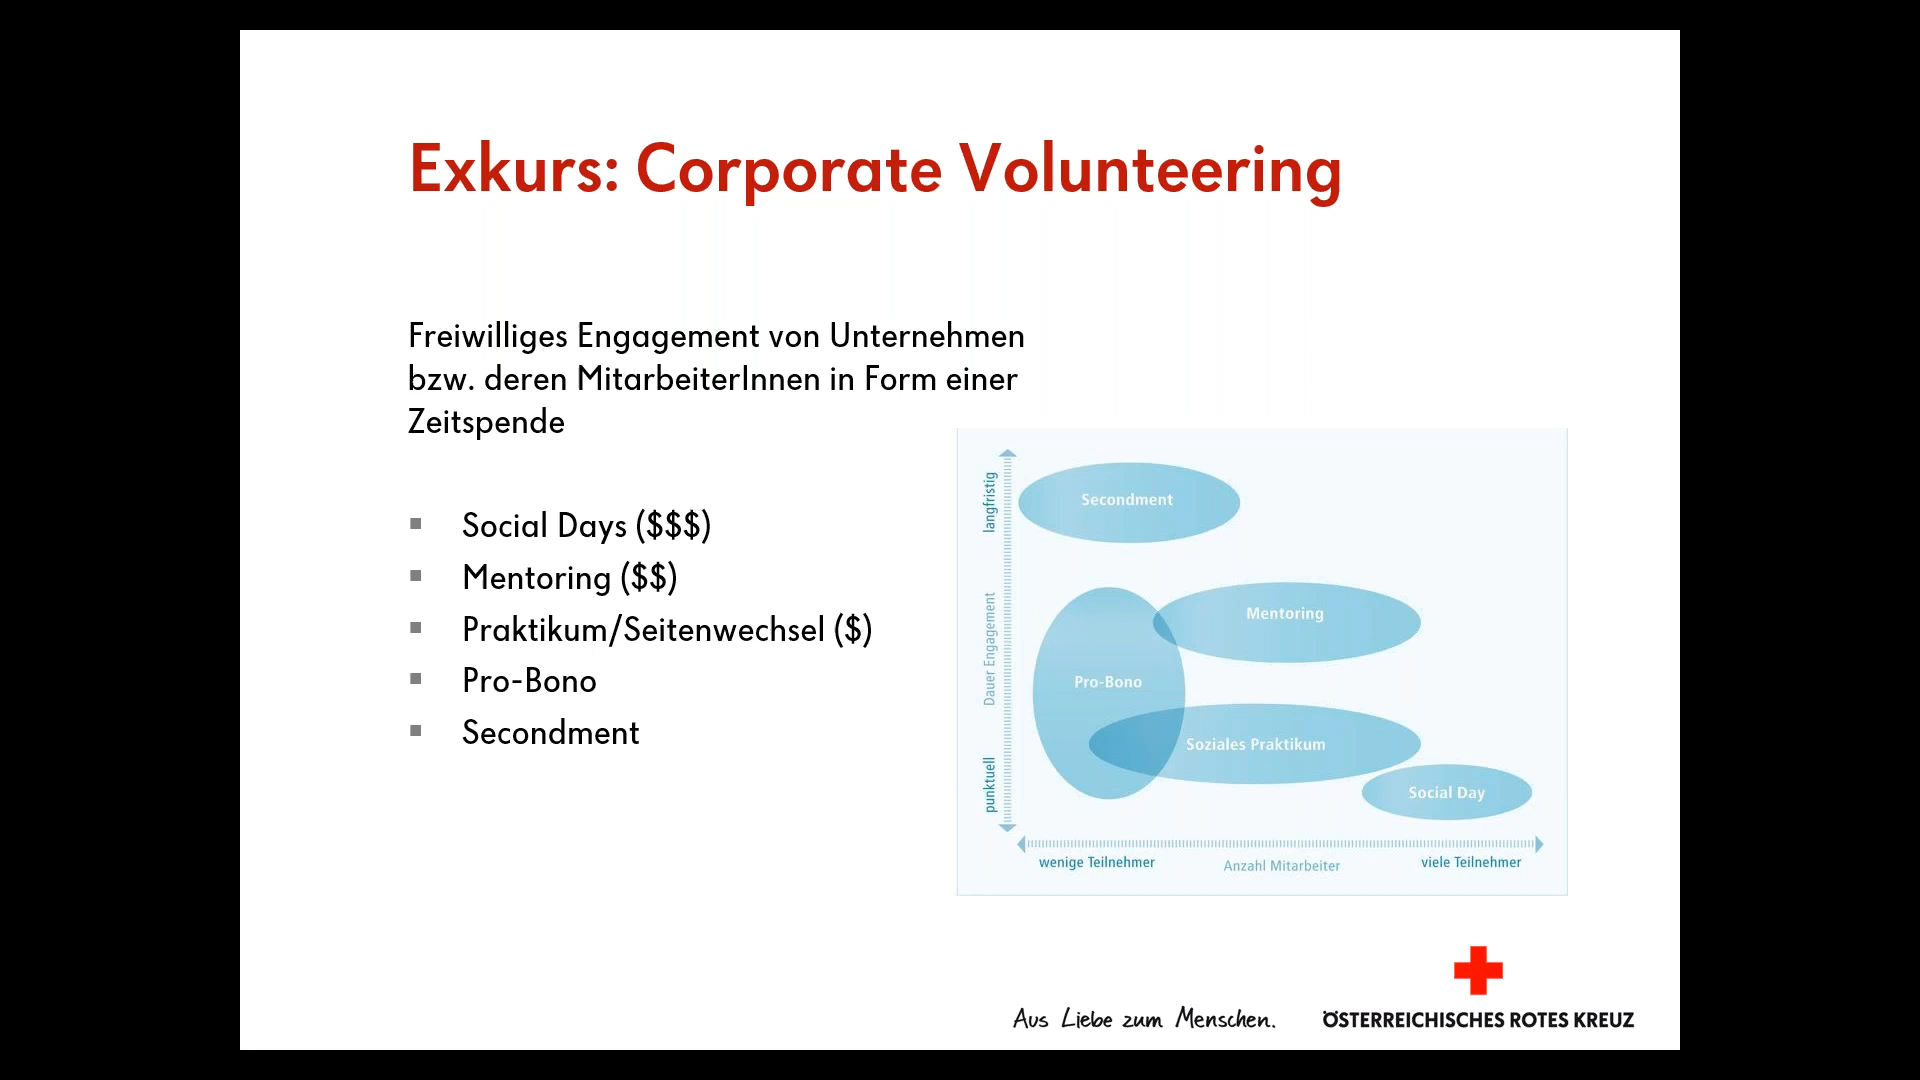 Exkurs: Corporate Volunteering
Freiwilliges Engagement von Unternehmen
bzw. deren MitarbeiterInnen in Form einer
Zeitspende
Social Days ($$$)
Mentoring ($$)
Praktikum/Seitenwechsel ($)
Pro-Bono
Secondment
langfristig
Dauer Engagement
punktuell
Secondment
Mentoring
Pro-Bono
Soziales Praktikum
Social Day
wenige Teilnehmer
Anzahl Mitarbeiter
viele Teilnehmer
Aus Liebe zum Menschen.
ÖSTERREICHISCHES ROTES KREUZ